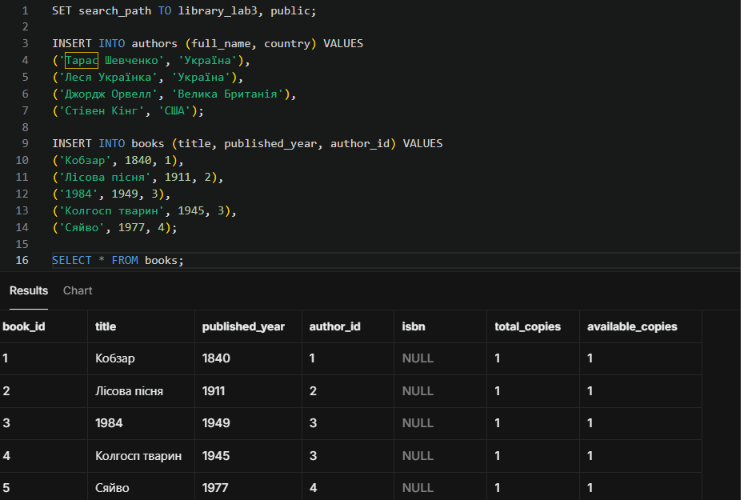 1 SET search_path TO library_lab3, public;
2
3 INSERT INTO authors (full_name, country) VALUES
4 ('Тарас Шевченко', 'Україна'),
5 ('Леся Українка', 'Україна'),
6 ('Джордж Орвелл', 'Велика Британія'),
7 ('Стівен Кінг', 'США');
8
9 INSERT INTO books (title, published_year, author_id) VALUES
10 ('Кобзар', 1840, 1),
11 ('Лісова пісня', 1911, 2),
12 ('1984', 1949, 3),
13 ('Колгосп тварин', 1945, 3),
14 ('Сяйво', 1977, 4);
15
16 SELECT * FROM books;
Results Chart
book_id title published_year author_id isbn total_copies available_copies
1 Кобзар 1840 1 NULL 1 1
2 Лісова пісня 1911 2 NULL 1 1
3 1984 1949 3 NULL 1 1
4 Колгосп тварин 1945 3 NULL 1 1
5 Сяйво 1977 4 NULL 1 1